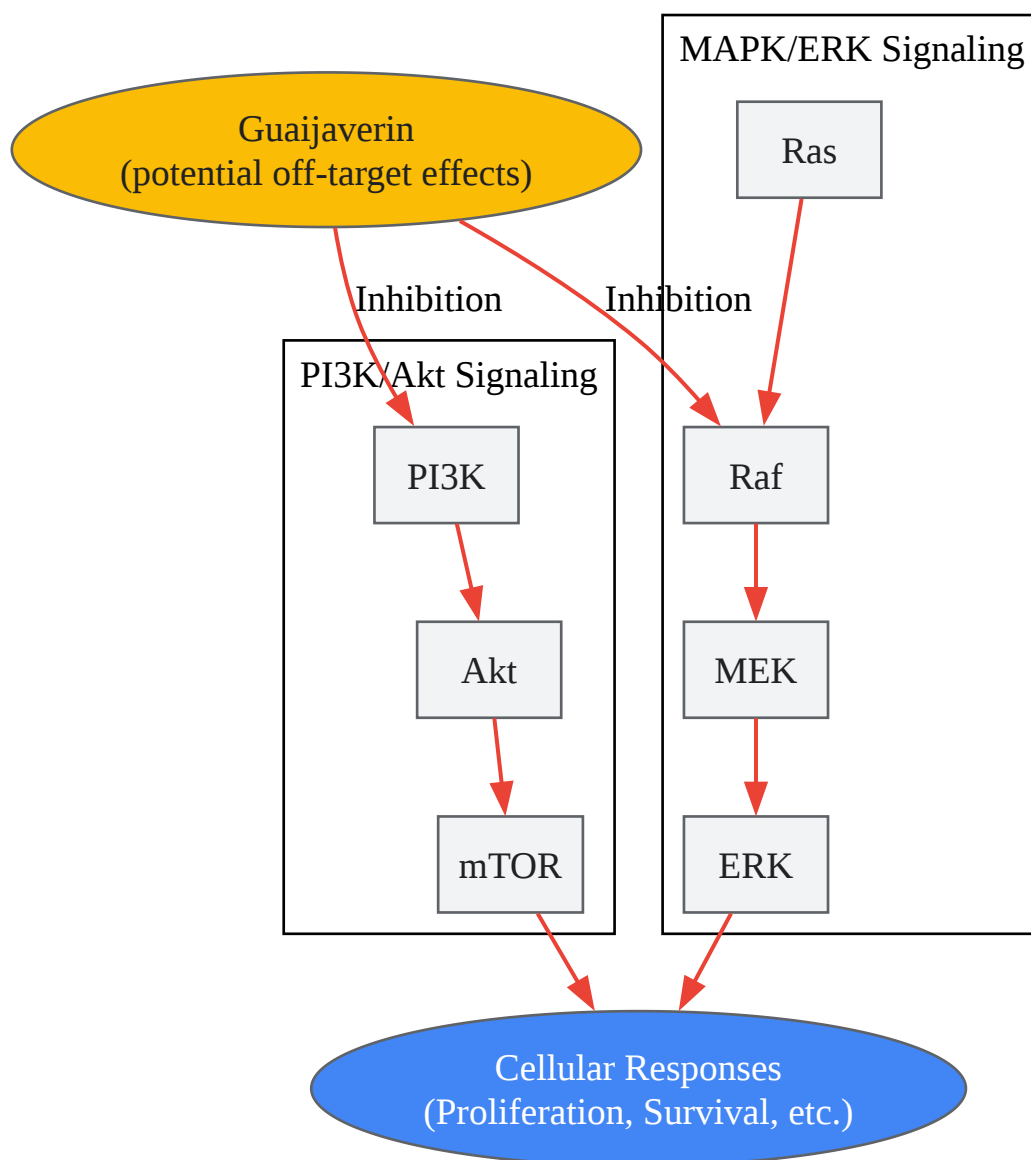 MAPK/ERK Signaling
Guaijaverin
(potential off-target effects)
Ras
Inhibition
Inhibition
PI3K/Akt Signaling
PI3K
Raf
Akt
MEK
mTOR
ERK
Cellular Responses
(Proliferation, Survival, etc.)